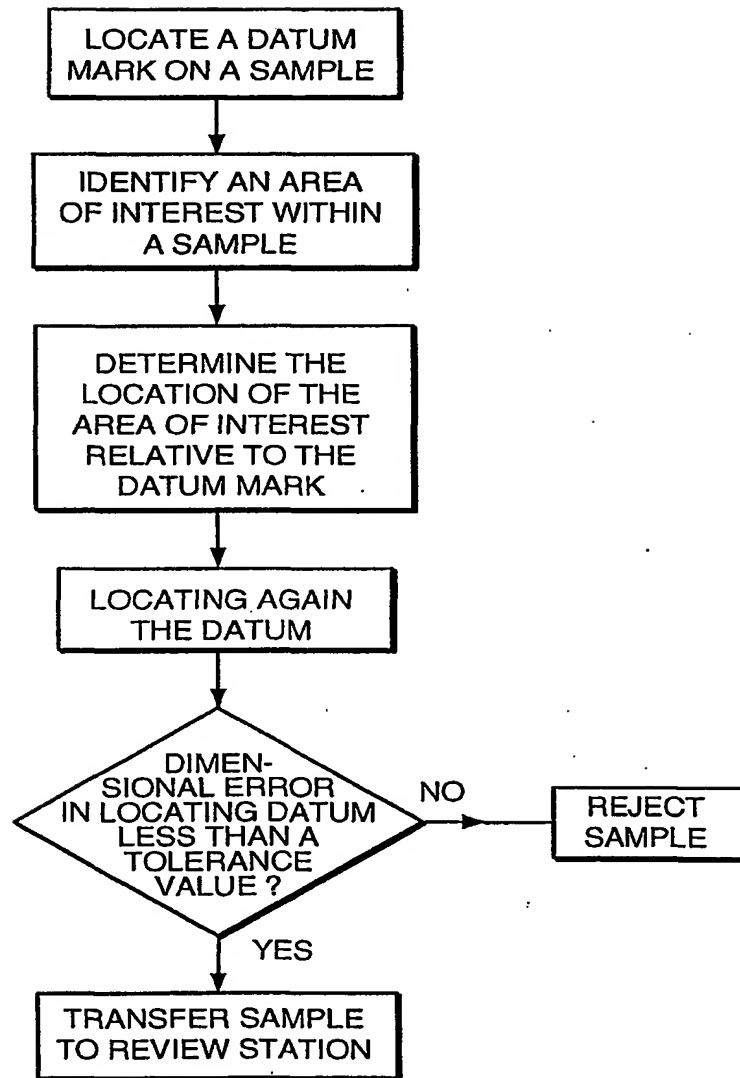 LOCATE A DATUM
MARK ON A SAMPLE
IDENTIFY AN AREA
OF INTEREST WITHIN
A SAMPLE
DETERMINE THE
LOCATION OF THE
AREA OF INTEREST
RELATIVE TO THE
DATUM MARK
LOCATING AGAIN
THE DATUM
DIMEN-
SIONAL ERROR
IN LOCATING DATUM
LESS THAN A
TOLERANCE
VALUE ?
NO
REJECT
SAMPLE
YES
TRANSFER SAMPLE
TO REVIEW STATION